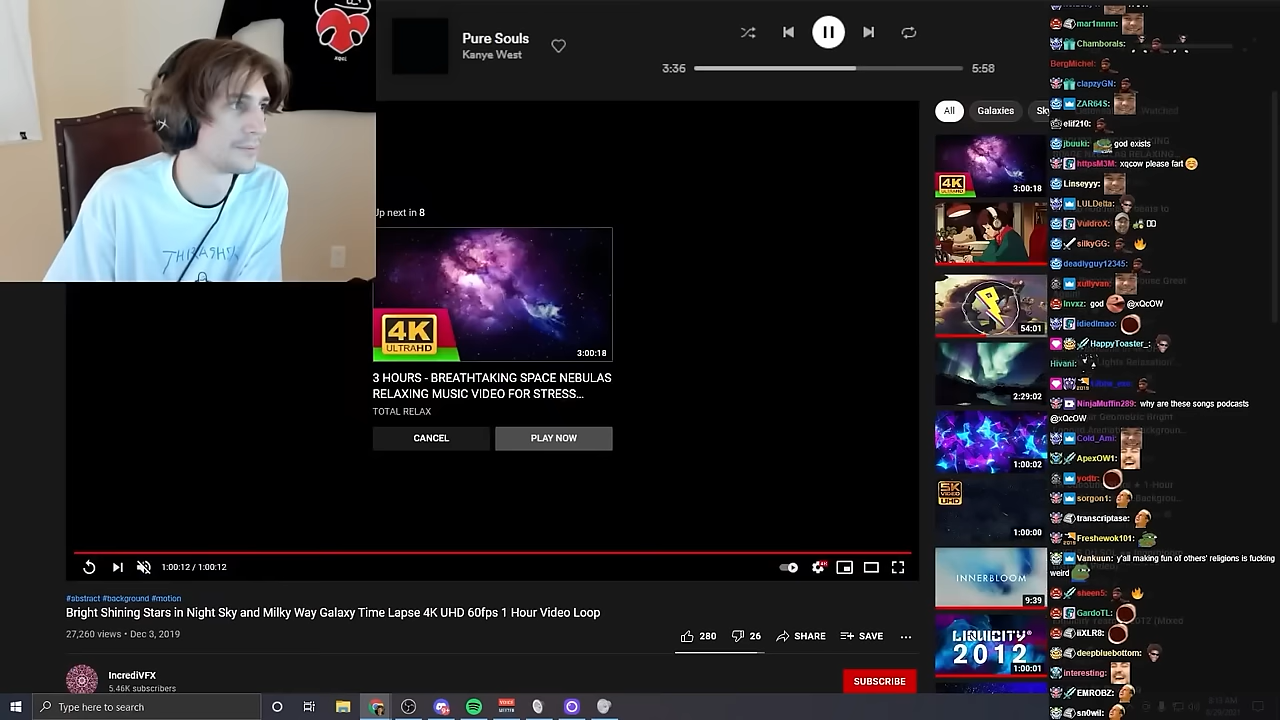 Pure Souls
Kanye West
3:36
5:58
All
Galaxies
Up next in 8
4K
ULTRA HD
3:00:18
3 HOURS - BREATHTAKING SPACE NEBULAS
RELAXING MUSIC VIDEO FOR STRESS...
TOTAL RELAX
CANCEL
PLAY NOW
1:00:12 / 1:00:12
#abstract #background #motion
Bright Shining Stars in Night Sky and Milky Way Galaxy Time Lapse 4K UHD 60fps 1 Hour Video Loop
27,260 views • Dec 3, 2019
280
26
SHARE
SAVE
IncrediVFX
5.46K subscribers
SUBSCRIBE
4K
3:00:18
54:01
2:29:02
1:00:02
1:00:00
INNERBLOOM
9:39
LIQUICITY
2012
1:00:01
mar1nnnn:
Chamborals:
BergMichel:
clapzyGN:
ZAR64S:
elif210:
jbuuki: god exists
httpsM3M: xqcow please fart
Linseyyy:
LULDelta:
VuldroX:
silkyGG:
deadlyguy12345:
xullyvan:
lnvxz: god @xQcOW
idiedlmao:
HappyToaster_:
Hivani:
NinjaMuffin289: why are these songs podcasts
@xQcOW
Cold_Ami:
ApexOW1:
yodtr:
sorgon1:
transcriptase:
Freshewok101:
Vankuun: y'all making fun of others' religions is fucking
weird
sheen5:
GardoTL:
iiXLR8:
deepbluebottom:
interesting:
EMROBZ:
sn0wii:
Type here to search